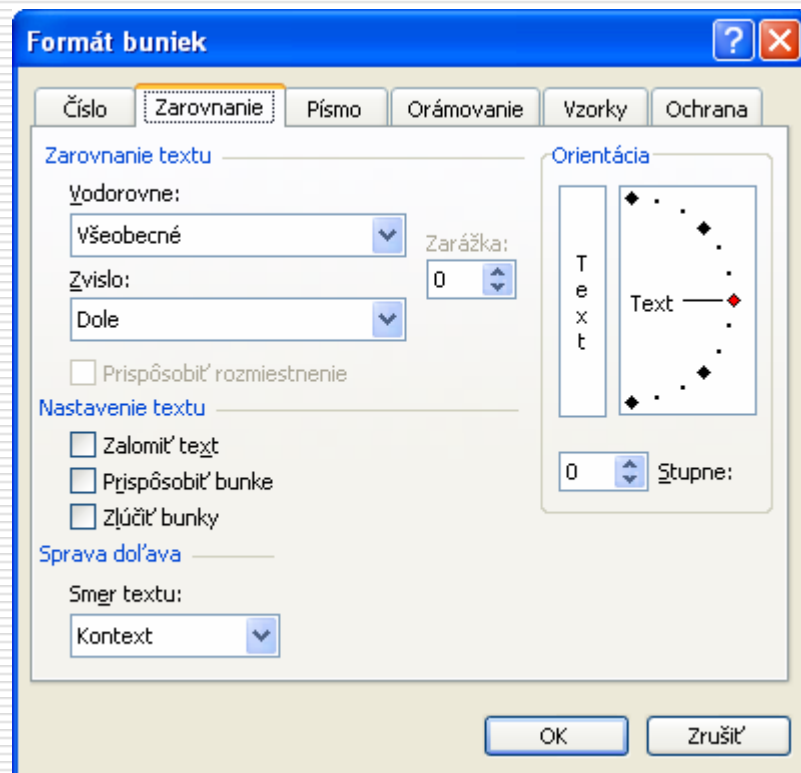 Formát buniek
Číslo Zarovnanie Písmo Orámovanie Vzorky Ochrana
Zarovnanie textu
Vodorovne:
Všeobecné
Zarážka:
0
Zvislo:
Dole
Prispôsobiť rozmiestnenie
Nastavenie textu
Zalomiť text
Prispôsobiť bunke
Zlúčiť bunky
Sprava doľava
Smer textu:
Kontext
Orientácia
T
e
x
t
Text
0 Stupne:
OK Zrušiť